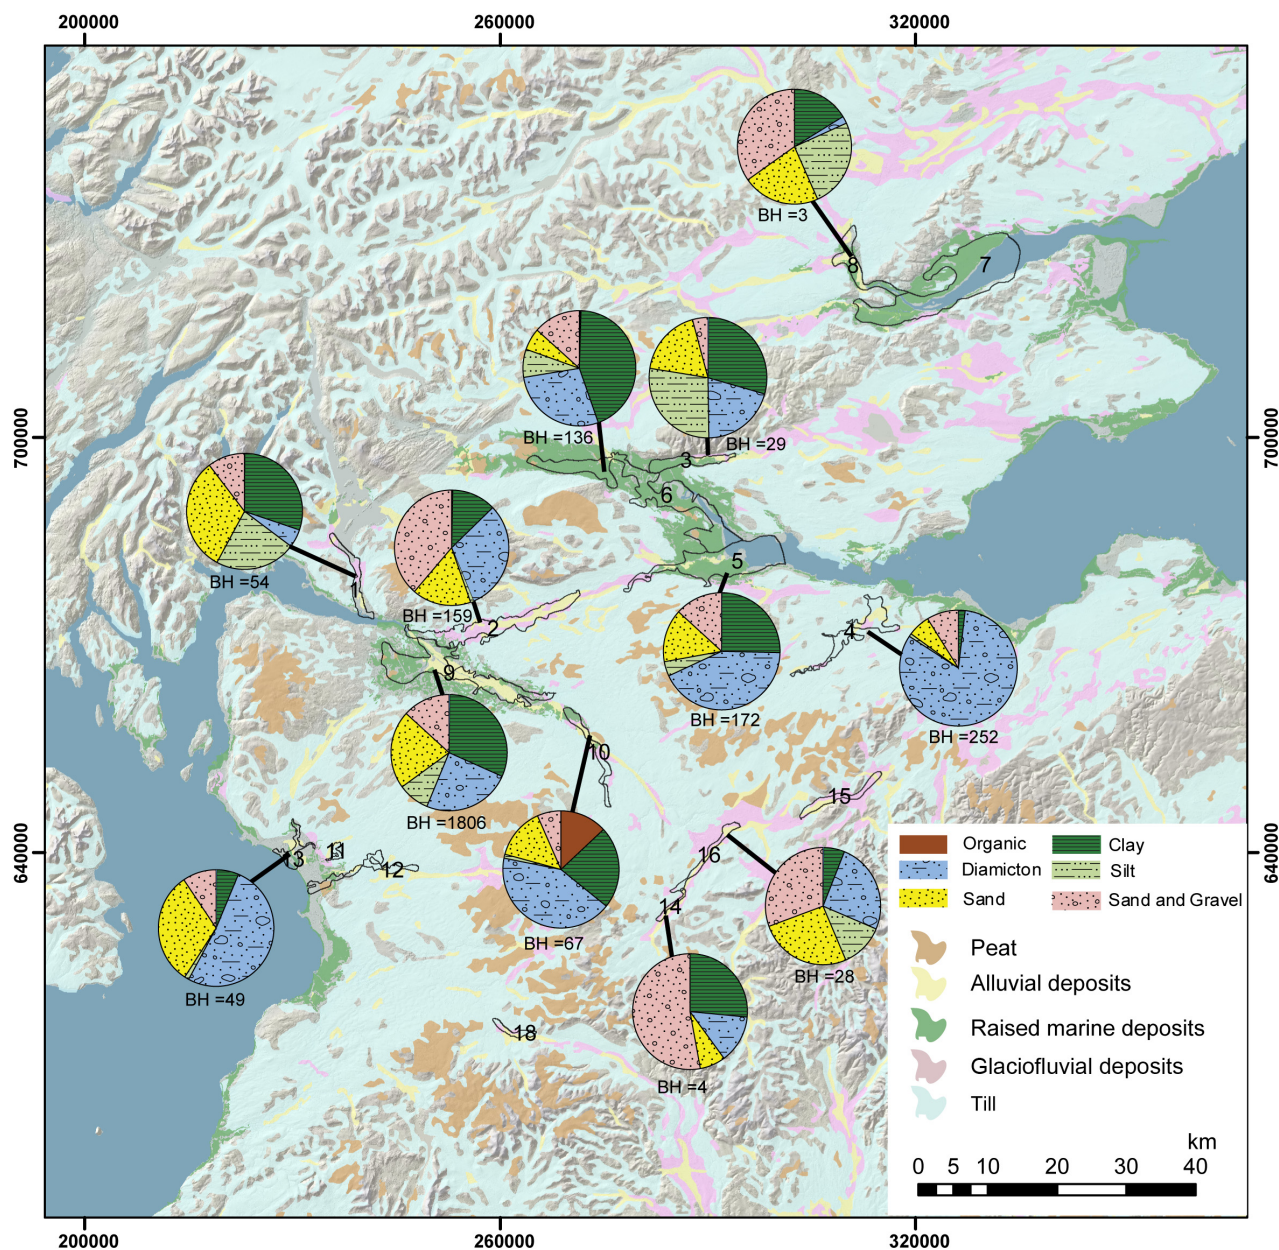 200000
260000
320000
BH =3
8
7
700000
700000
BH =136
BH =29
3
6
BH =54
BH =159
1
2
5
4
9
BH =172
BH =252
10
BH =1806
15
640000
640000
11
13
12
16
14
BH =49
BH =67
BH =28
18
BH =4
Organic
Clay
Diamicton
Silt
Sand
Sand and Gravel
Peat
Alluvial deposits
Raised marine deposits
Glaciofluvial deposits
Till
km
0 5 10 20 30 40
200000
260000
320000